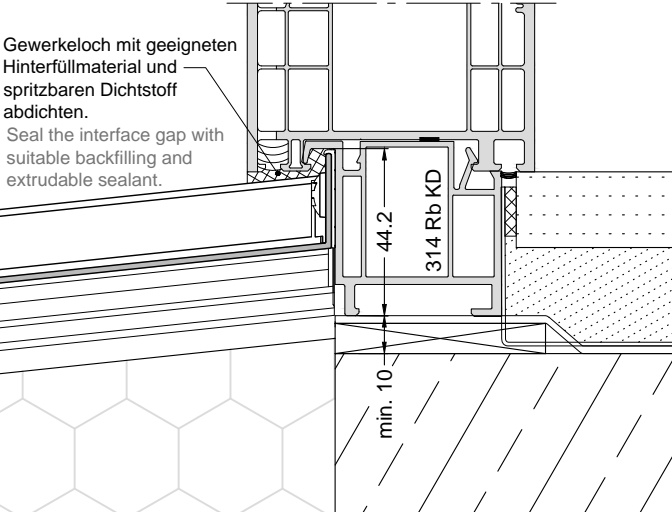 Gewerkeloch mit geeigneten
Hinterfüllmaterial und
spritzbaren Dichtstoff
abdichten.
Seal the interface gap with
suitable backfilling and
extrudable sealant.
44.2
314 Rb KD
min. 10